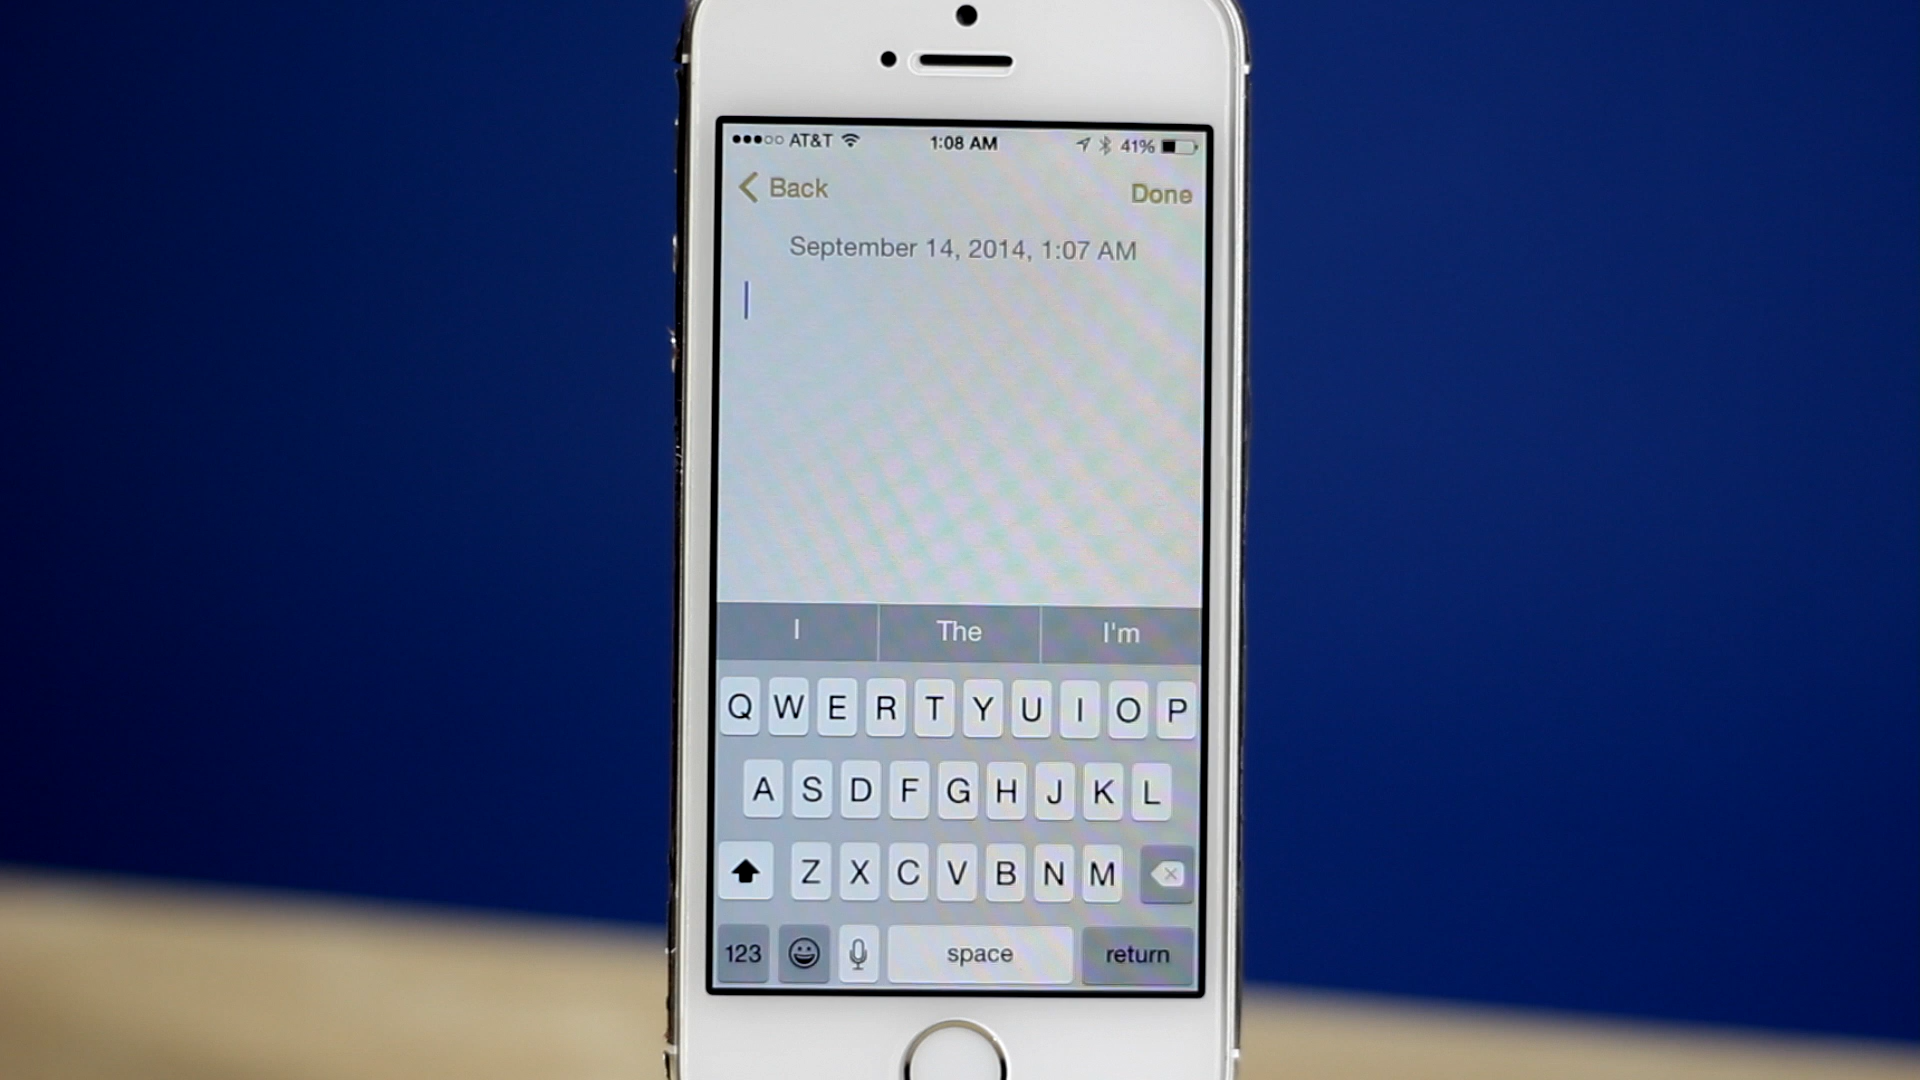 AT&T 1:08 AM 41%
Back Done
September 14, 2014, 1:07 AM
I The I'm
Q W E R T Y U I O P
A S D F G H J K L
Z X C V B N M
123 space return